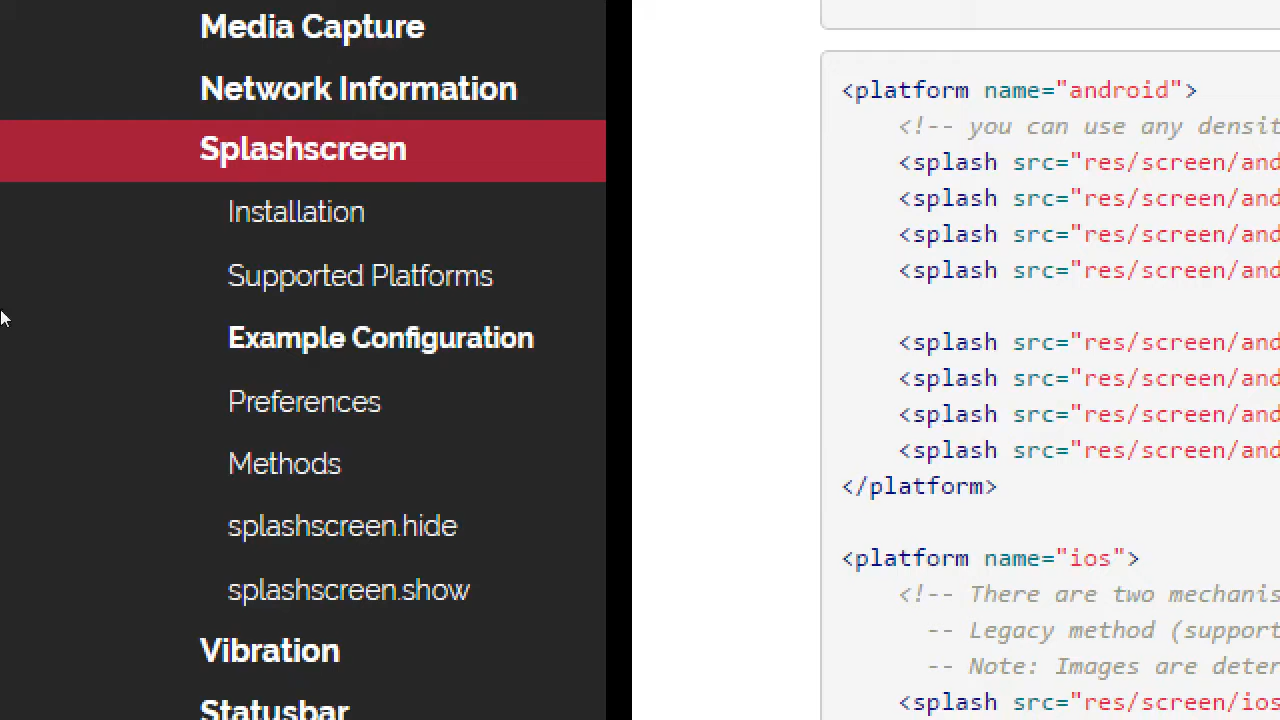 Media Capture
Network Information
Splashscreen
Installation
Supported Platforms
Example Configuration
Preferences
Methods
splashscreen.hide
splashscreen.show
Vibration
Statusbar
<platform name="android">
<!-- you can use any densit
<splash src="res/screen/and
<splash src="res/screen/and
<splash src="res/screen/and
<splash src="res/screen/and
<splash src="res/screen/and
<splash src="res/screen/and
<splash src="res/screen/and
<splash src="res/screen/and
</platform>
<platform name="ios">
<!-- There are two mechanis
-- Legacy method (support
-- Note: Images are deter
<splash src="res/screen/ios